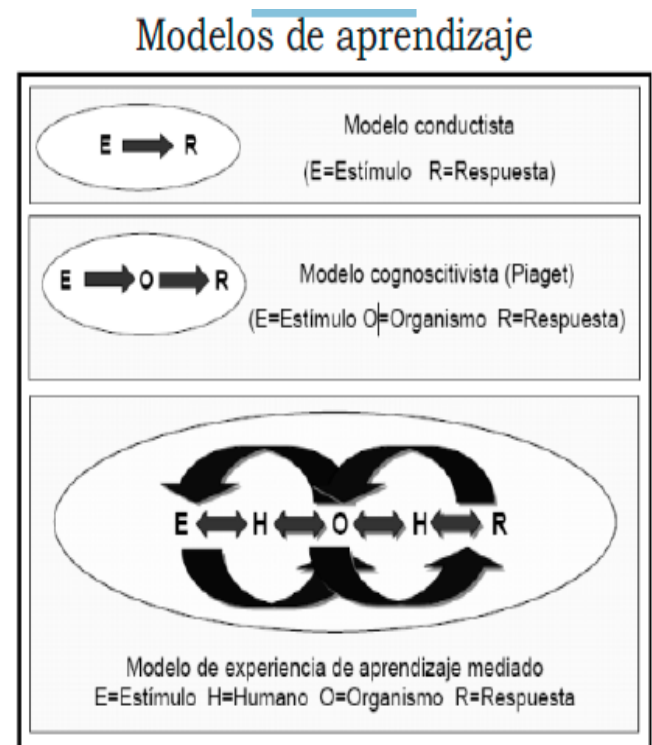 Modelos de aprendizaje
E R
Modelo conductista
(E=Estímulo R=Respuesta)
E O R
Modelo cognoscitivista (Piaget)
(E=Estímulo O=Organismo R=Respuesta)
E H O H R
Modelo de experiencia de aprendizaje mediado
E=Estímulo H=Humano O=Organismo R=Respuesta